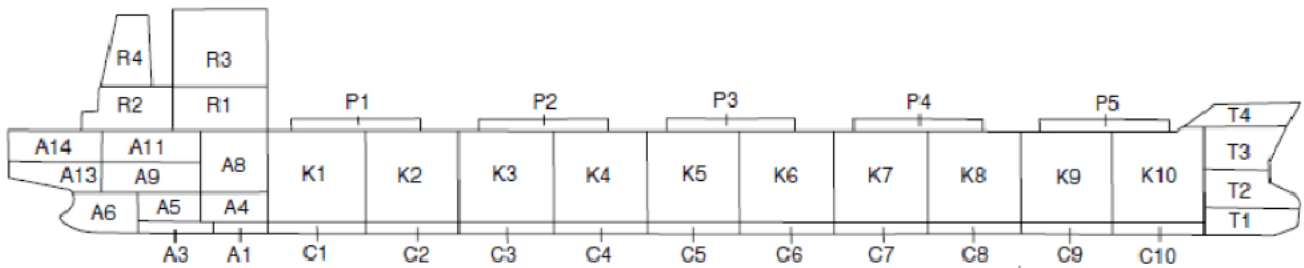 R4 R3
R2 R1 P1 P2 P3 P4 P5
T4
A14 A11 T3
A13 A9 A8 K1 K2 K3 K4 K5 K6 K7 K8 K9 K10
T2
A6 A5 A4 T1
A3 A1 C1 C2 C3 C4 C5 C6 C7 C8 C9 C10